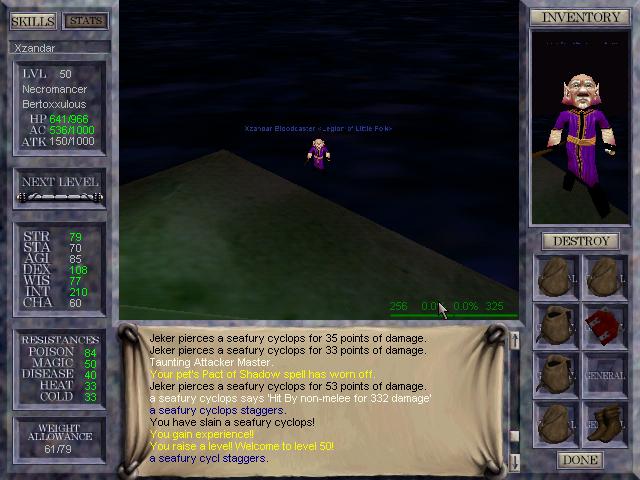 SKILLS STATS
Xzandar
LVL 50
Necromancer
Bertoxxulous
HP 641/966
AC 536/1000
ATK 150/1000
NEXT LEVEL
STR 79
STA 70
AGI 85
DEX 108
WIS 77
INT 210
CHA 60
RESISTANCES
POISON 64
MAGIC 50
DISEASE 40
HEAT 33
COLD 33
WEIGHT
ALLOWANCE
61/79
Xzandar Bloodcaster <Legion of Little Folk>
256 0.0% 0.0% 325
Jeker pierces a seafury cyclops for 35 points of damage.
Jeker pierces a seafury cyclops for 33 points of damage.
Taunting Attacker Master.
Your pet's Pact of Shadow spell has worn off.
Jeker pierces a seafury cyclops for 53 points of damage.
a seafury cyclops says 'Hit By non-melee for 332 damage'
a seafury cyclops staggers.
You have slain a seafury cyclops!
You gain experience!!
You raise a level! Welcome to level 50!
a seafury cycl staggers.
INVENTORY
DESTROY
GENERAL
DONE